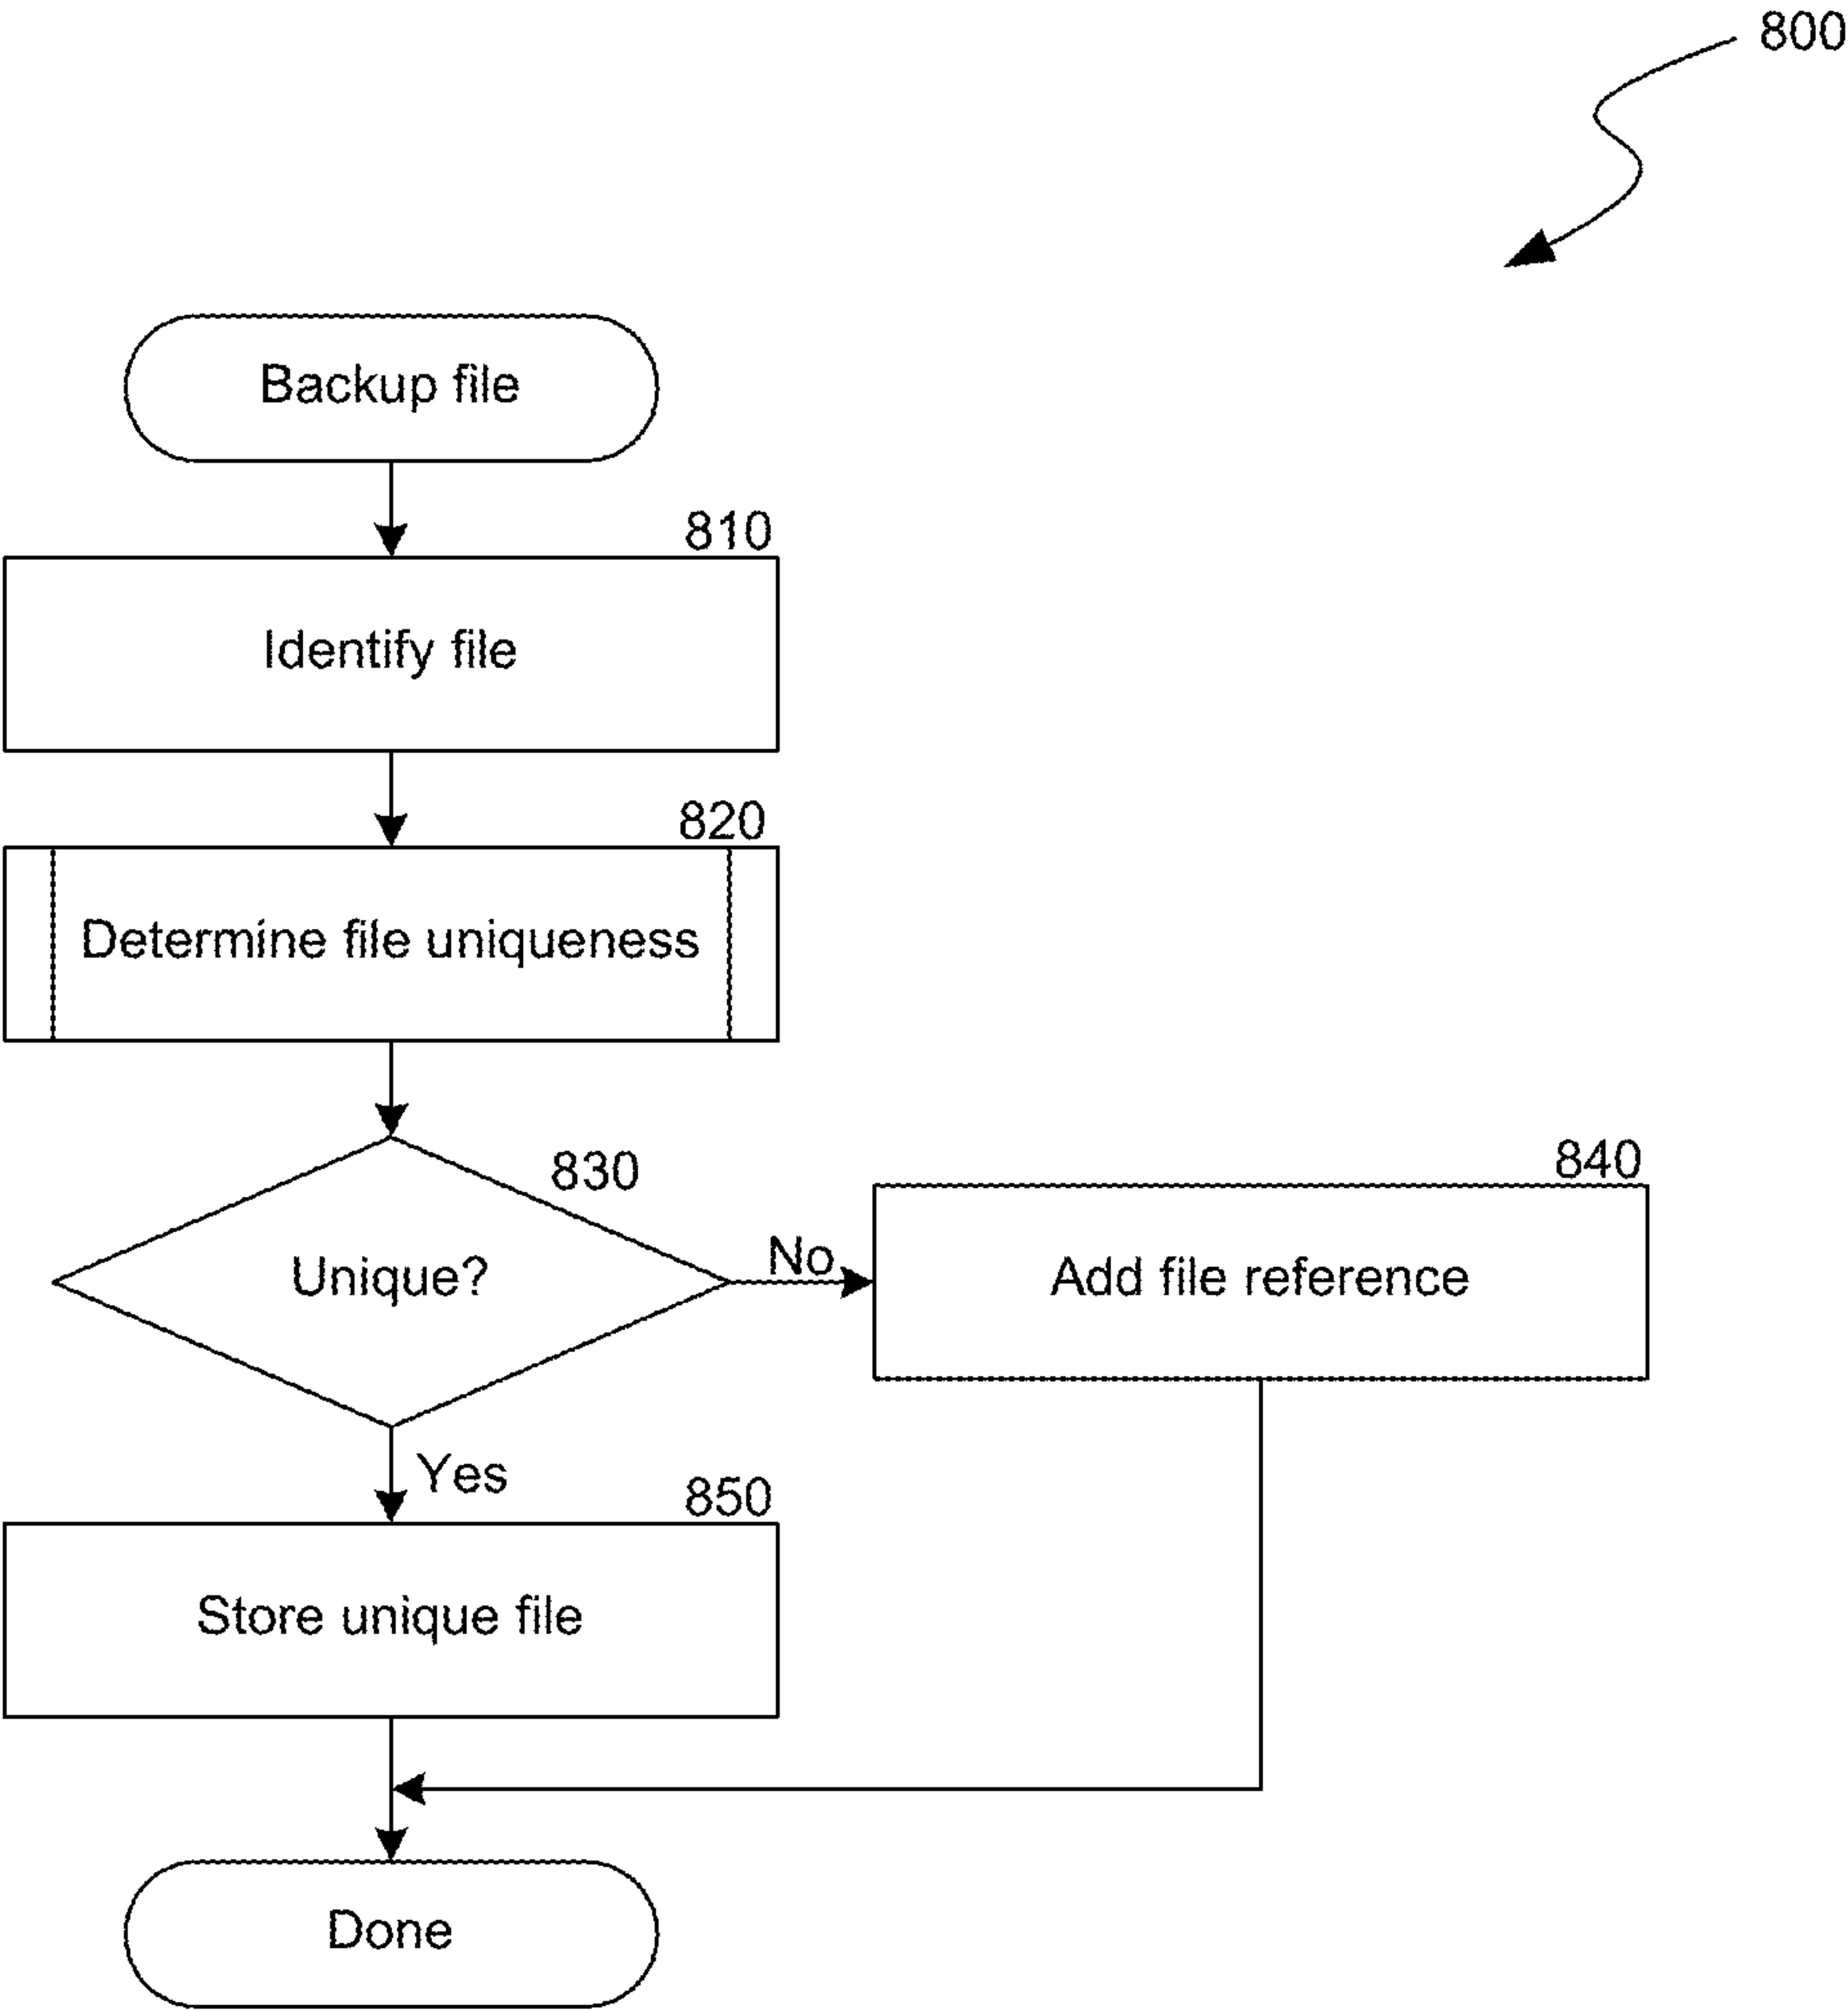 800
Backup file
810
Identify file
820
Determine file uniqueness
830
Unique?
No
840
Add file reference
Yes
850
Store unique file
Done